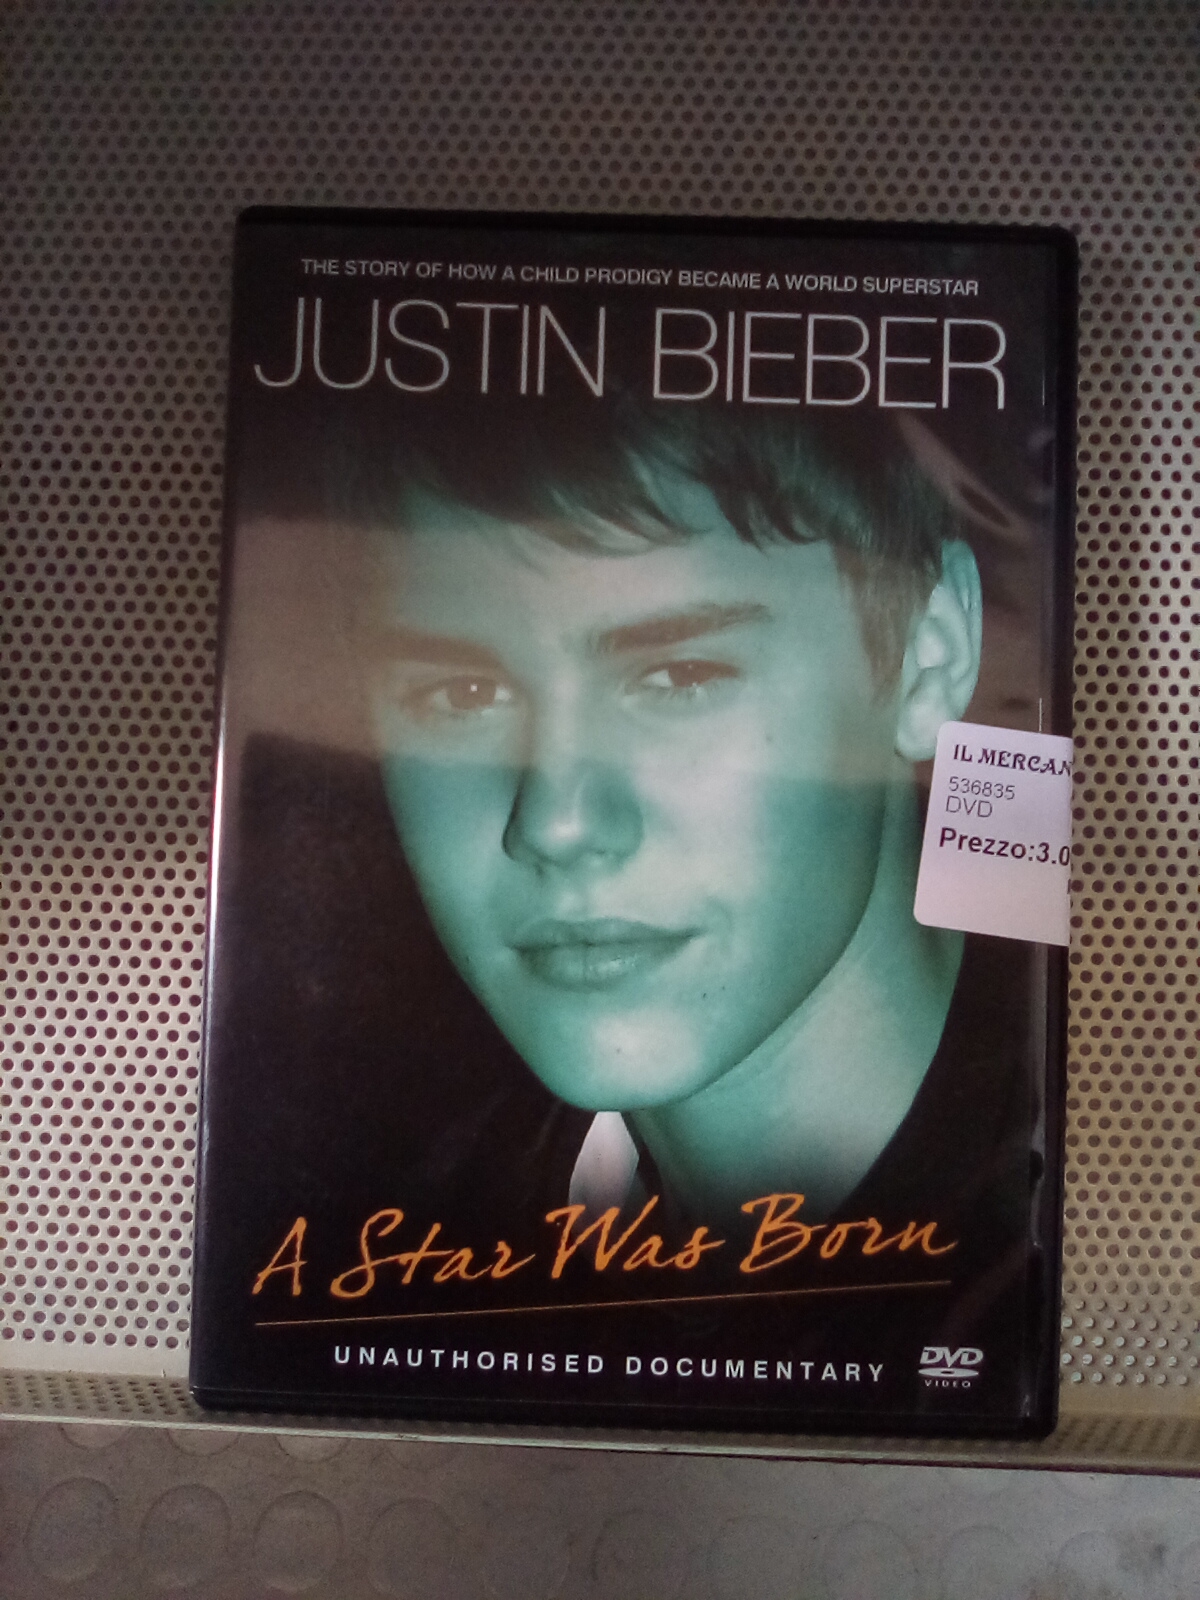 THE STORY OF HOW A CHILD PRODIGY BECAME A WORLD SUPERSTAR
JUSTIN BIEBER
IL MERCAN
536835
DVD
Prezzo:3.0
A Star Was Born
UNAUTHORISED DOCUMENTARY
DVD
VIDEO